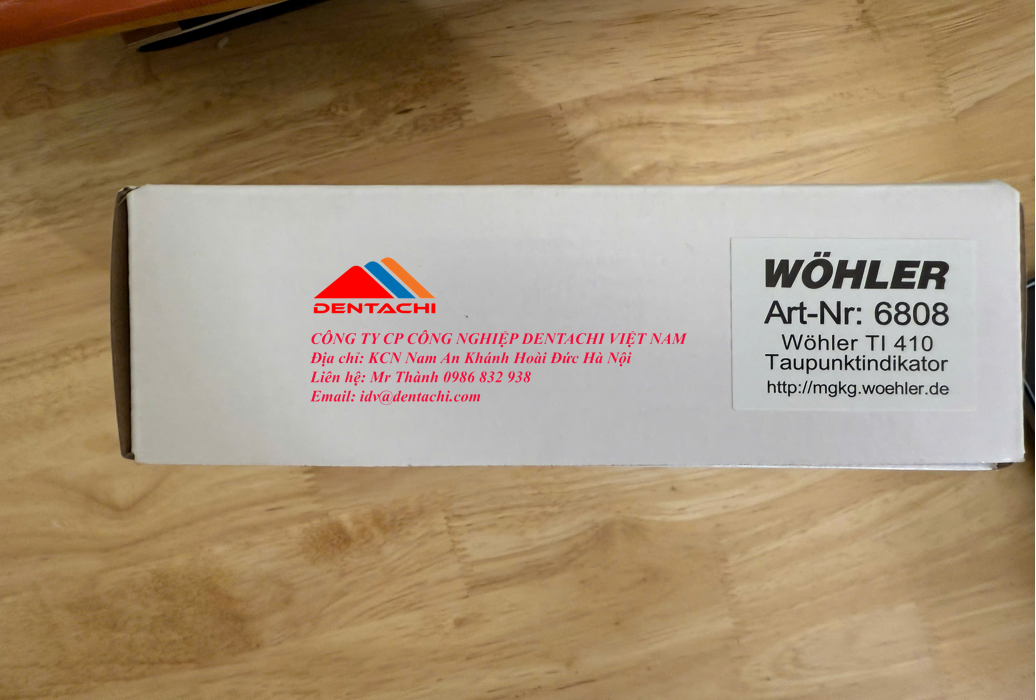 DENTACHI
CÔNG TY CP CÔNG NGHIỆP DENTACHI VIỆT NAM
Địa chỉ: KCN Nam An Khánh Hoài Đức Hà Nội
Liên hệ: Mr Thành 0986 832 938
Email: idv@dentachi.com
WÖHLER
Art-Nr: 6808
Wöhler TI 410
Taupunktindikator
http://mgkg.woehler.de